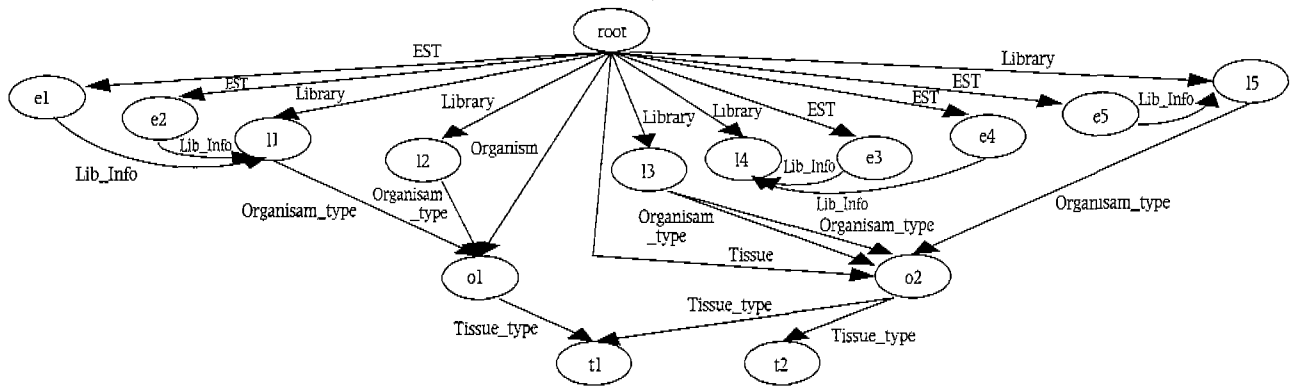 root
EST
Library
EST
EST
Library
Library
Library
Library
EST
EST
e1
e2
l1
l2
l3
l4
e3
e4
e5
l5
Lib_Info
Lib_Info
Lib_Info
Lib_Info
Lib_Info
Organism
Organisam_type
Organisam
_type
Organisam
_type
Organisam_type
Organisam_type
Tissue
o1
o2
Tissue_type
Tissue_type
Tissue_type
t1
t2